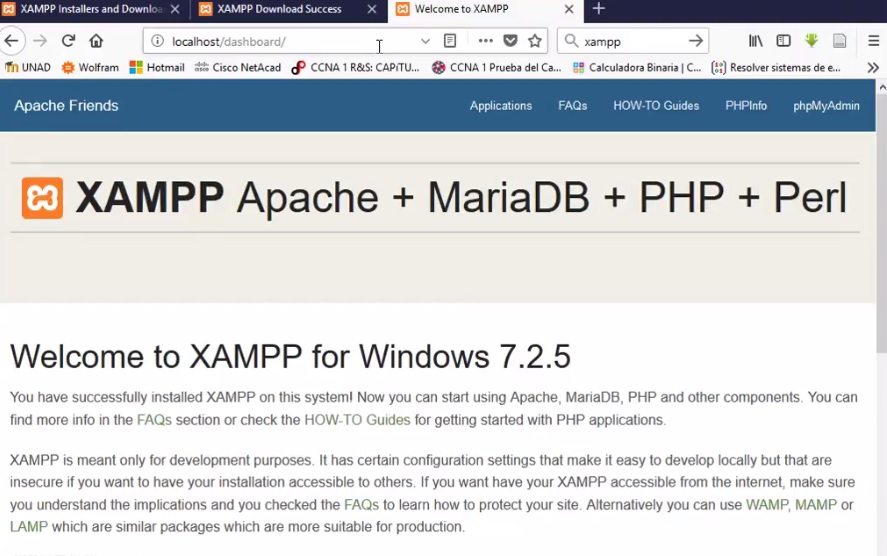 XAMPP Installers and Downloa
XAMPP Download Success
Welcome to XAMPP
localhost/dashboard/
xampp
UNAD
Wolfram
Hotmail
Cisco NetAcad
CCNA 1 R&S: CAPíTU...
CCNA 1 Prueba del Ca...
Calculadora Binaria | C...
Resolver sistemas de e...
Apache Friends
Applications
FAQs
HOW-TO Guides
PHPInfo
phpMyAdmin
XAMPP Apache + MariaDB + PHP + Perl
Welcome to XAMPP for Windows 7.2.5
You have successfully installed XAMPP on this system! Now you can start using Apache, MariaDB, PHP and other components. You can
find more info in the FAQs section or check the HOW-TO Guides for getting started with PHP applications.
XAMPP is meant only for development purposes. It has certain configuration settings that make it easy to develop locally but that are
insecure if you want to have your installation accessible to others. If you want have your XAMPP accessible from the internet, make sure
you understand the implications and you checked the FAQs to learn how to protect your site. Alternatively you can use WAMP, MAMP or
LAMP which are similar packages which are more suitable for production.